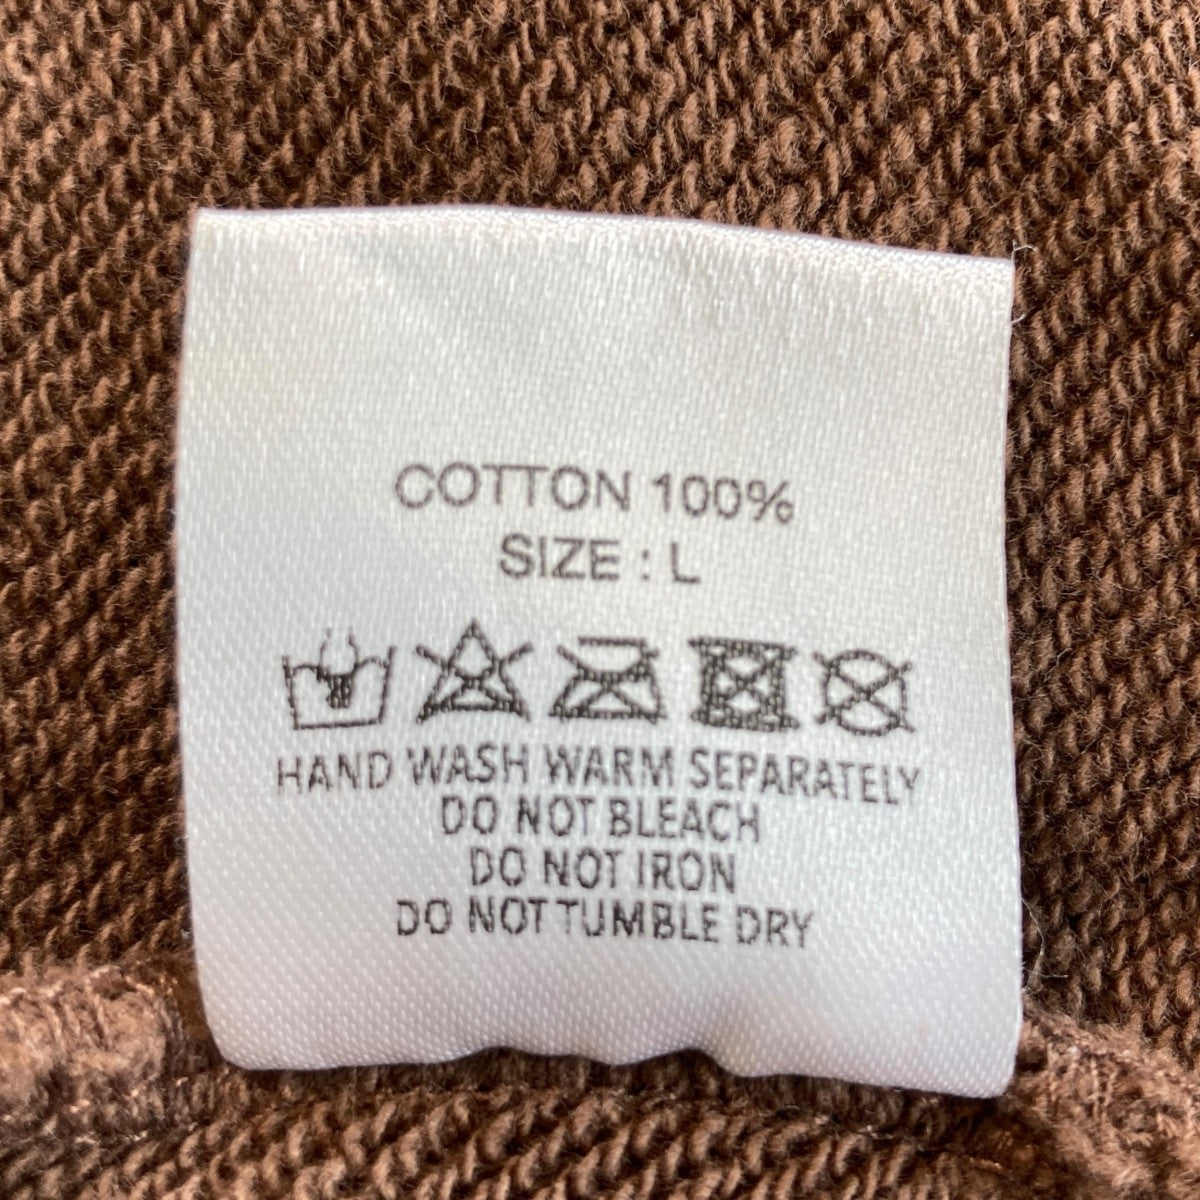 COTTON 100%
SIZE : L
HAND WASH WARM SEPARATELY
DO NOT BLEACH
DO NOT IRON
DO NOT TUMBLE DRY